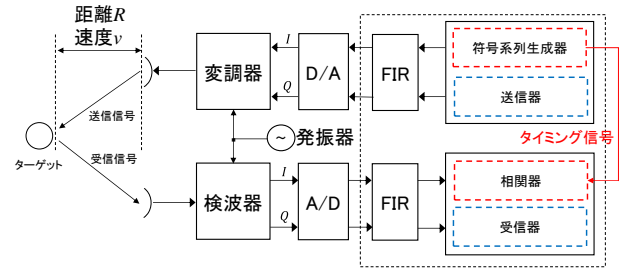 距離R
速度v
送信信号
受信信号
ターゲット
変調器
I
Q
D/A
FIR
符号系列生成器
送信器
~
発振器
タイミング信号
検波器
I
Q
A/D
FIR
相関器
受信器